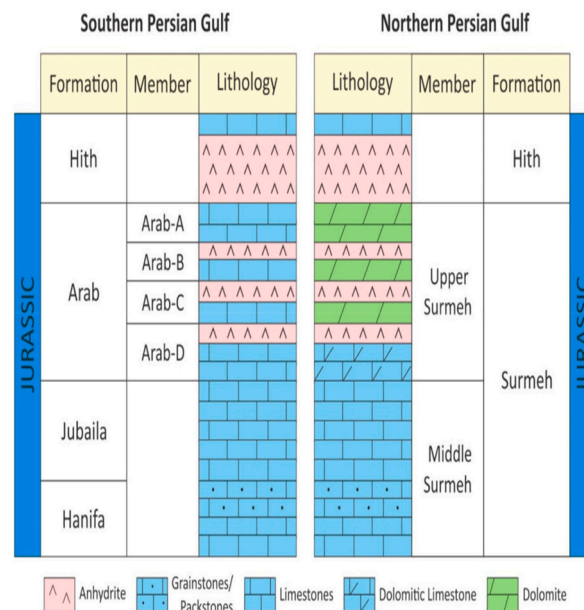 Southern Persian Gulf
Northern Persian Gulf
Formation Member Lithology
Lithology Member Formation
JURASSIC
Hith
Arab
Arab-A
Arab-B
Arab-C
Arab-D
Jubaila
Hanifa
Hith
Upper
Surmeh
Surmeh
Middle
Surmeh
JURASSIC
Anhydrite
Grainstones/
Packstones
Limestones
Dolomitic Limestone
Dolomite